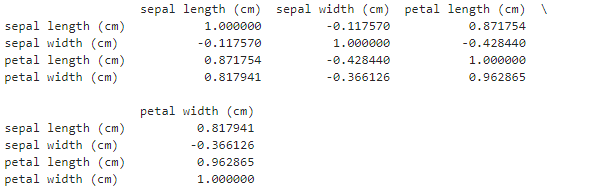 sepal length (cm)  sepal width (cm)  petal length (cm)  \
sepal length (cm)           1.000000         -0.117570           0.871754
sepal width (cm)           -0.117570          1.000000          -0.428440
petal length (cm)           0.871754         -0.428440           1.000000
petal width (cm)            0.817941         -0.366126           0.962865

                   petal width (cm)
sepal length (cm)          0.817941
sepal width (cm)          -0.366126
petal length (cm)          0.962865
petal width (cm)           1.000000